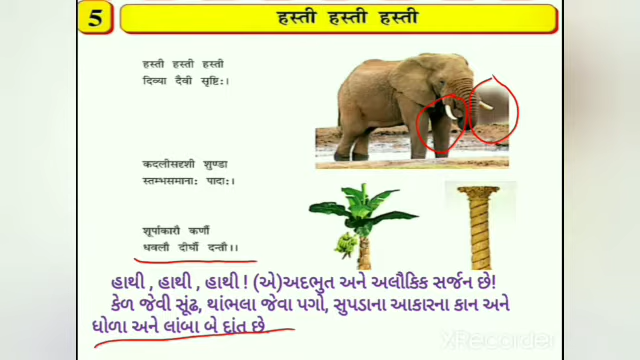 5
हस्ती हस्ती हस्ती
हस्ती हस्ती हस्ती
दिव्या दैवी सृष्टिः।
कदलीसदृशी शुण्डा
स्तम्भसमानाः पादाः।
शूर्पाकारौ कर्णौ
धवलौ दीर्घौ दन्तौ।।
હાથી , હાથી , હાથી ! (એ)અદભુત અને અલૌકિક સર્જન છે!
કેળ જેવી સૂંઢ, થાંભલા જેવા પગો, સુપડાના આકારના કાન અને
ધોળા અને લાંબા બે દાંત છે.
XRecorder